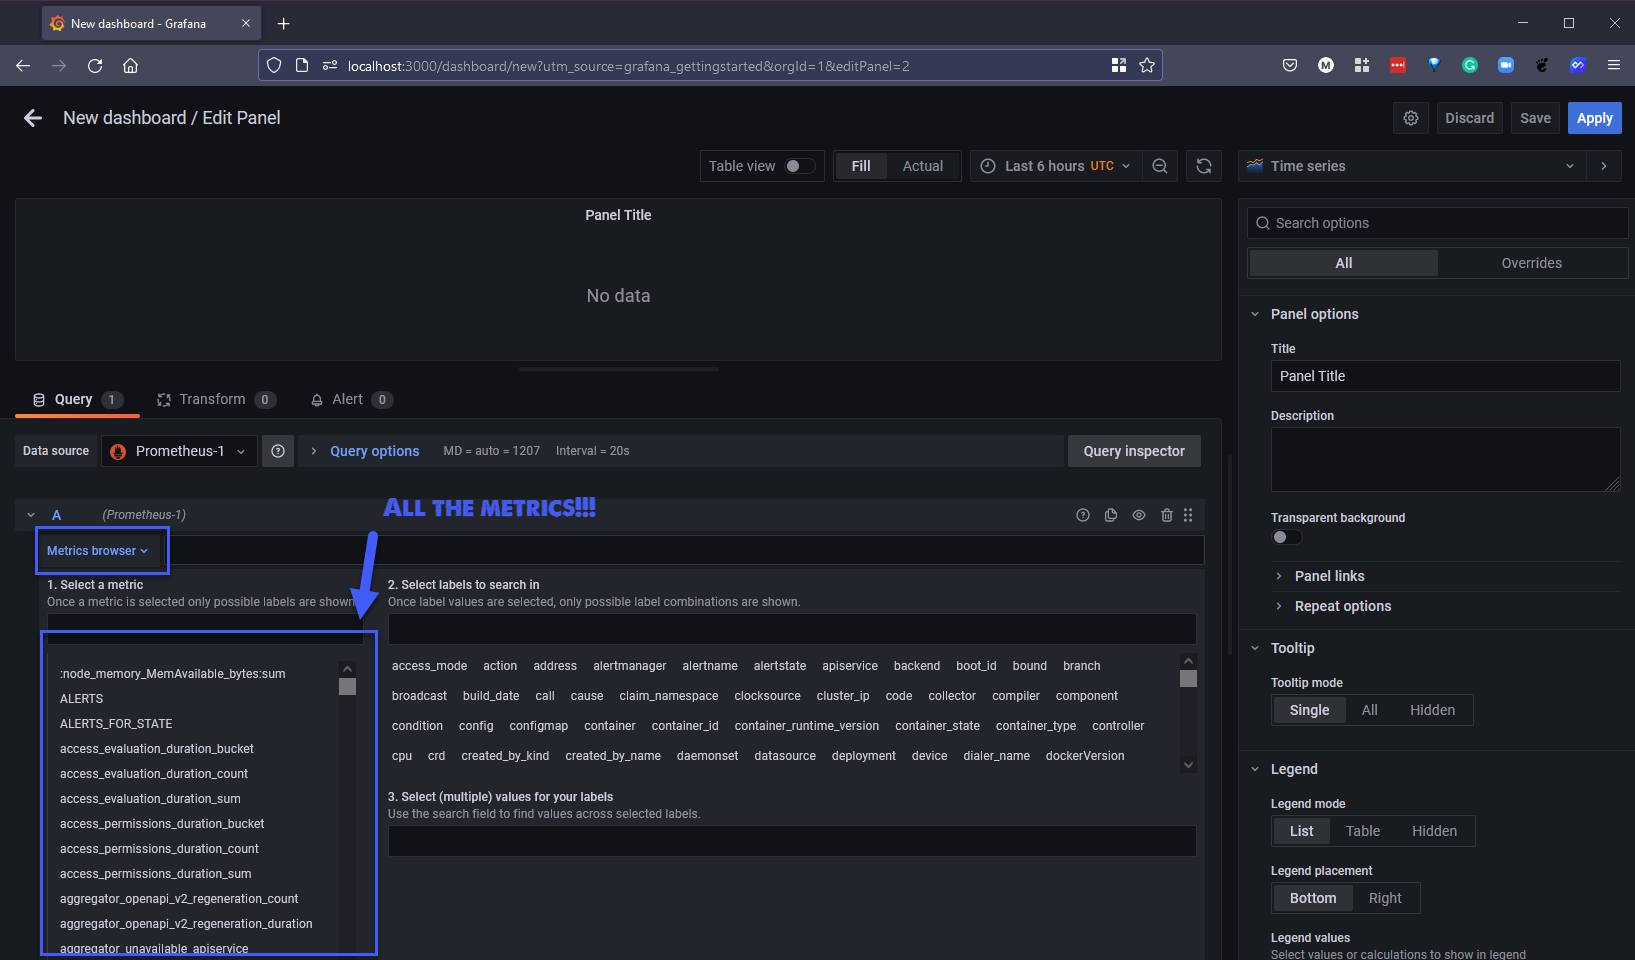 New dashboard - Grafana
localhost:3000/dashboard/new?utm_source=grafana_gettingstarted&orgId=1&editPanel=2
New dashboard / Edit Panel
Discard
Save
Apply
Table view
Fill
Actual
Last 6 hours UTC
Time series
Panel Title
No data
Search options
All
Overrides
Panel options
Title
Panel Title
Description
Transparent background
Panel links
Repeat options
Tooltip
Tooltip mode
Single
All
Hidden
Legend
Legend mode
List
Table
Hidden
Legend placement
Bottom
Right
Legend values
Select values or calculations to show in legend
Query 1
Transform 0
Alert 0
Data source
Prometheus-1
Query options
MD = auto = 1207
Interval = 20s
Query inspector
ALL THE METRICS!!!
A
(Prometheus-1)
Metrics browser
1. Select a metric
Once a metric is selected only possible labels are shown
:node_memory_MemAvailable_bytes:sum
ALERTS
ALERTS_FOR_STATE
access_evaluation_duration_bucket
access_evaluation_duration_count
access_evaluation_duration_sum
access_permissions_duration_bucket
access_permissions_duration_count
access_permissions_duration_sum
aggregator_openapi_v2_regeneration_count
aggregator_openapi_v2_regeneration_duration
aggregator_unavailable_apiservice
2. Select labels to search in
Once label values are selected, only possible label combinations are shown.
access_mode action address alertmanager alertname alertstate apiservice backend boot_id bound branch
broadcast build_date call cause claim_namespace clocksource cluster_ip code collector compiler component
condition config configmap container container_id container_runtime_version container_state container_type controller
cpu crd created_by_kind created_by_name daemonset datasource deployment device dialer_name dockerVersion
3. Select (multiple) values for your labels
Use the search field to find values across selected labels.